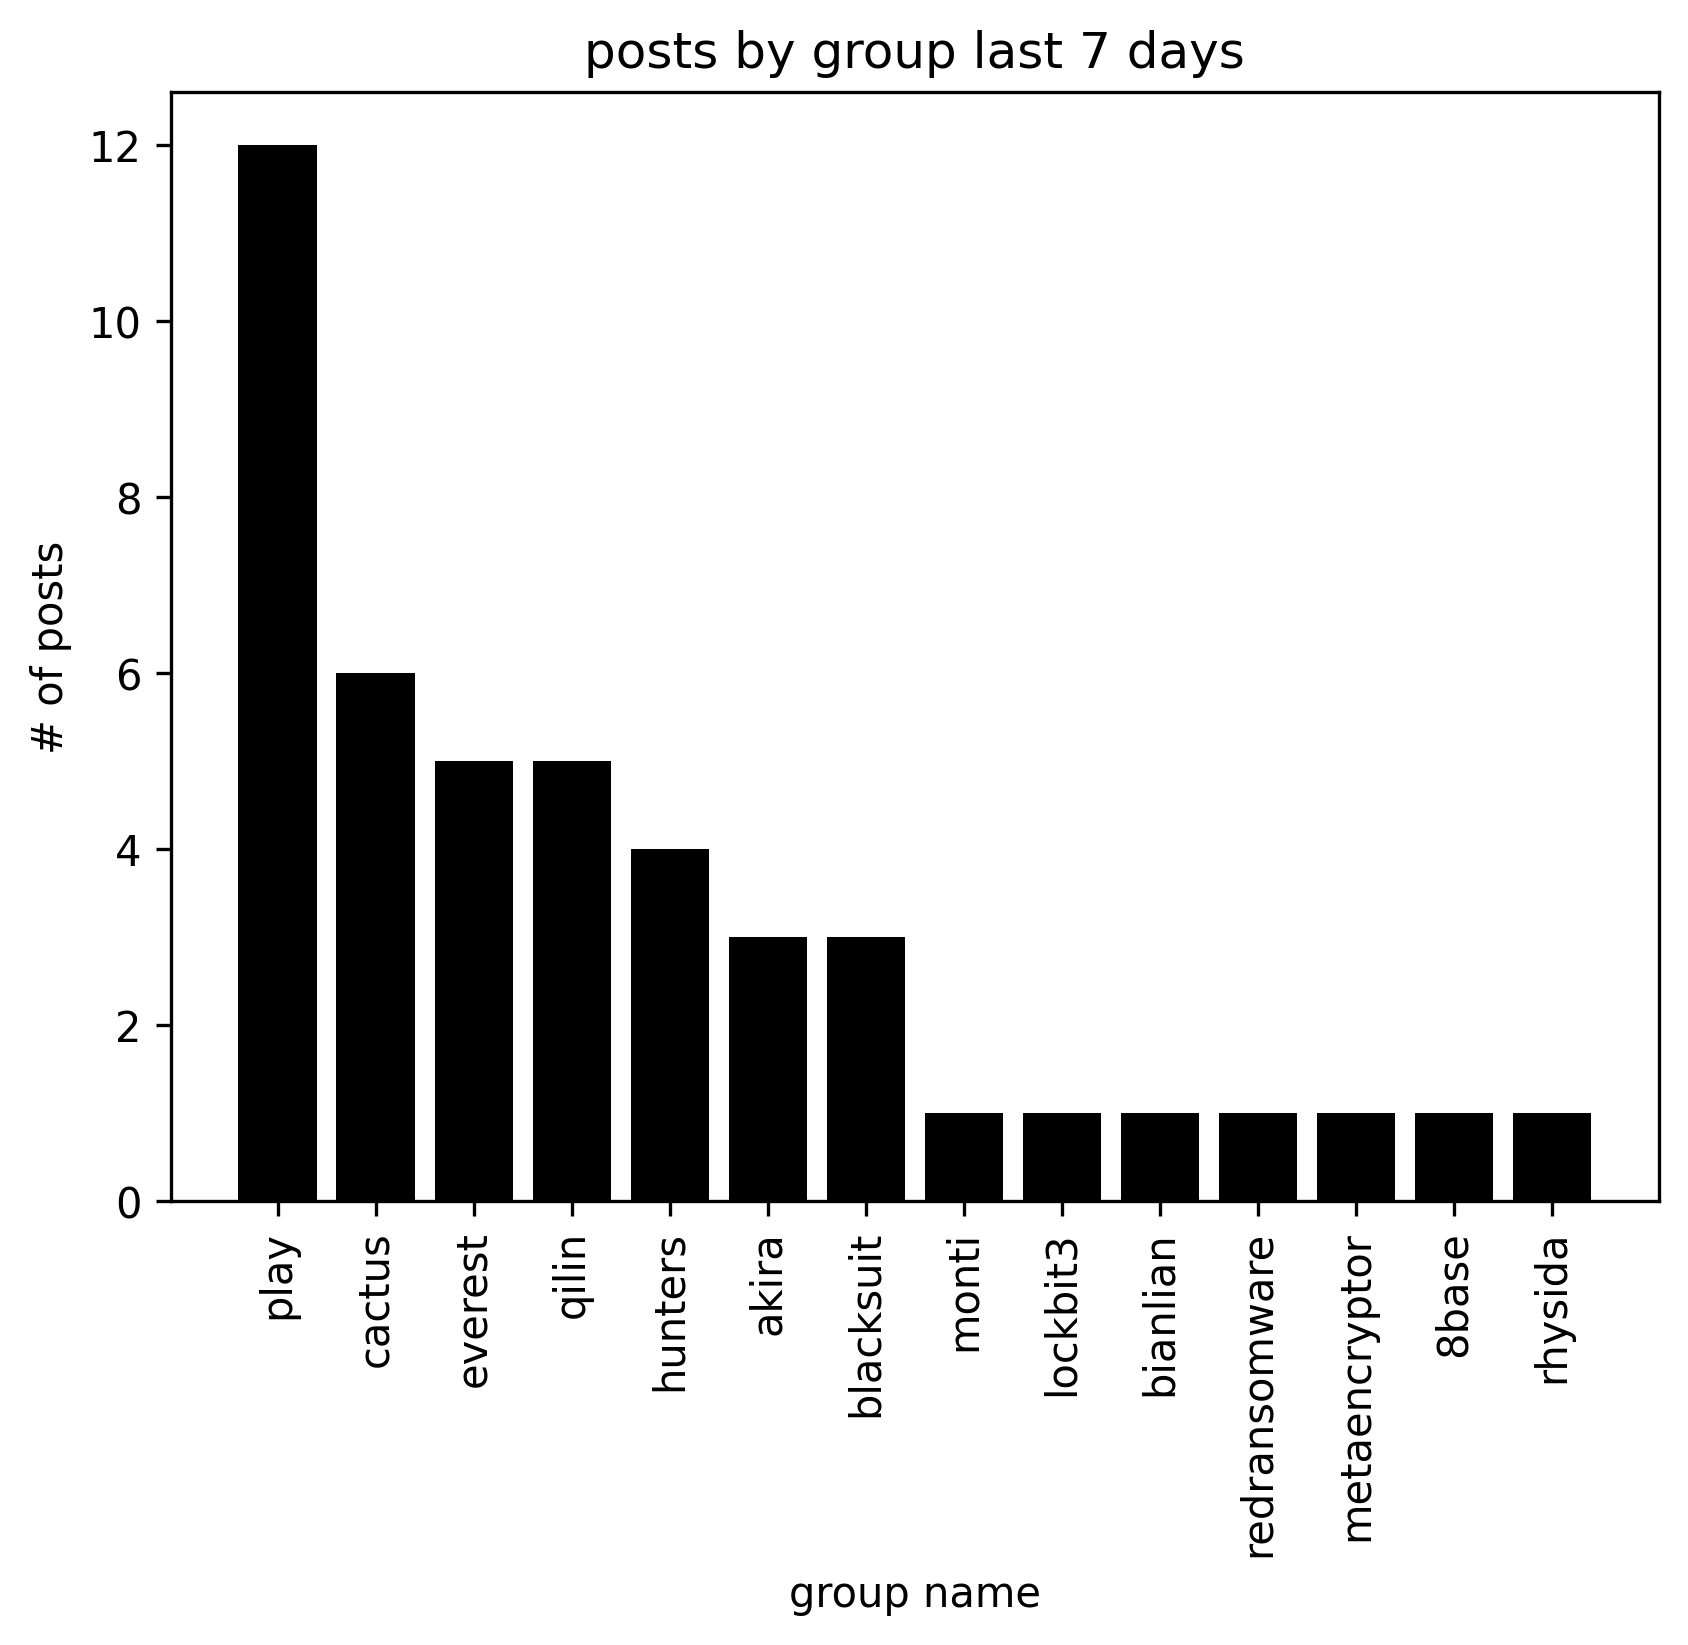 posts by group last 7 days
12
10
8
6
4
2
0
# of posts
play
cactus
everest
qilin
hunters
akira
blacksuit
monti
lockbit3
bianlian
redransomware
metaencryptor
8base
rhysida
group name